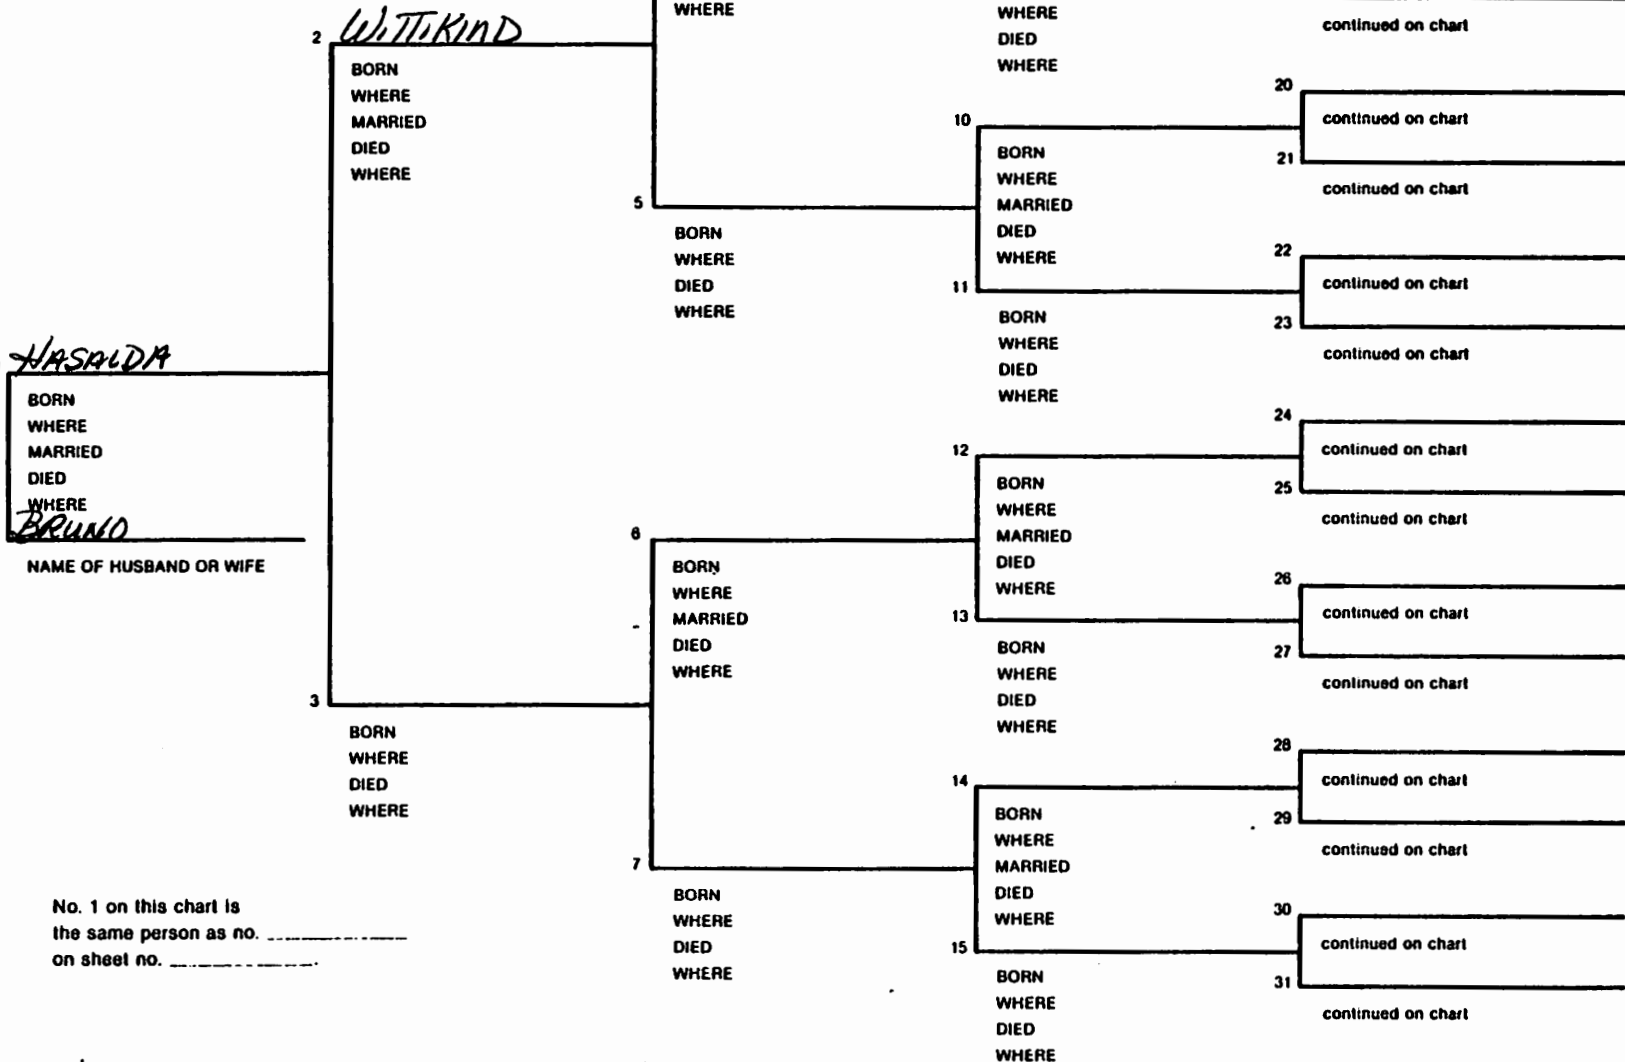 WHERE
WHERE
DIED
WHERE
continued on chart
2 WITTIKIND
BORN
WHERE
MARRIED
DIED
WHERE
20
continued on chart
10
BORN
WHERE
MARRIED
DIED
WHERE
21
continued on chart
5
BORN
WHERE
DIED
WHERE
22
continued on chart
11
BORN
WHERE
DIED
WHERE
23
continued on chart
HASALDA
BORN
WHERE
MARRIED
DIED
WHERE
BRUNO
NAME OF HUSBAND OR WIFE
24
continued on chart
12
BORN
WHERE
MARRIED
DIED
WHERE
25
continued on chart
6
BORN
WHERE
MARRIED
DIED
WHERE
26
continued on chart
13
BORN
WHERE
DIED
WHERE
27
continued on chart
3
BORN
WHERE
DIED
WHERE
28
continued on chart
14
BORN
WHERE
MARRIED
DIED
WHERE
29
continued on chart
7
BORN
WHERE
DIED
WHERE
30
continued on chart
15
BORN
WHERE
DIED
WHERE
31
continued on chart
No. 1 on this chart is
the same person as no.
on sheet no.